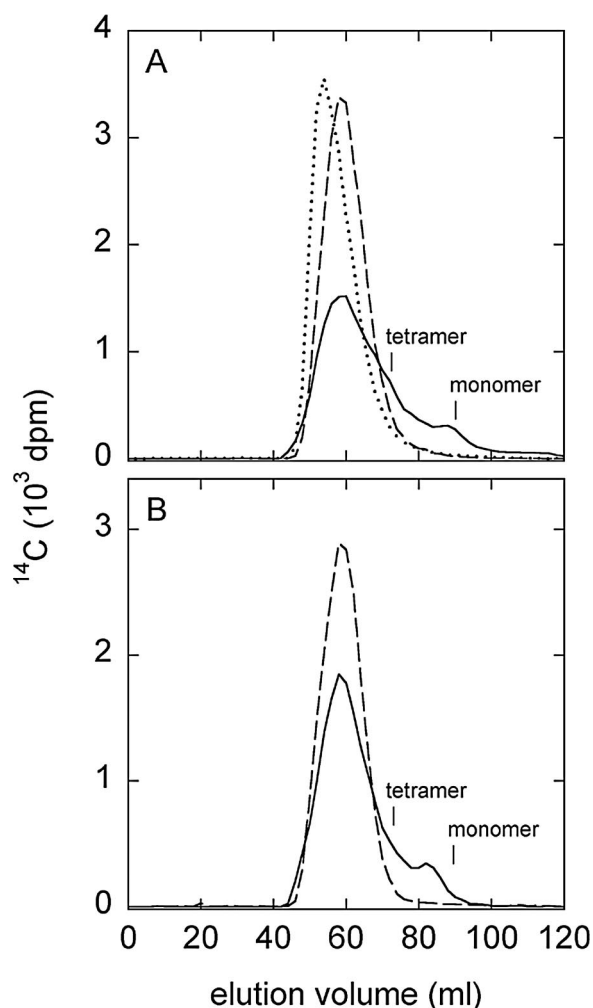 A
4
3
2
1
0
tetramer
monomer
B
3
2
1
0
tetramer
monomer
0 20 40 60 80 100 120
elution volume (ml)
¹⁴C (10³ dpm)